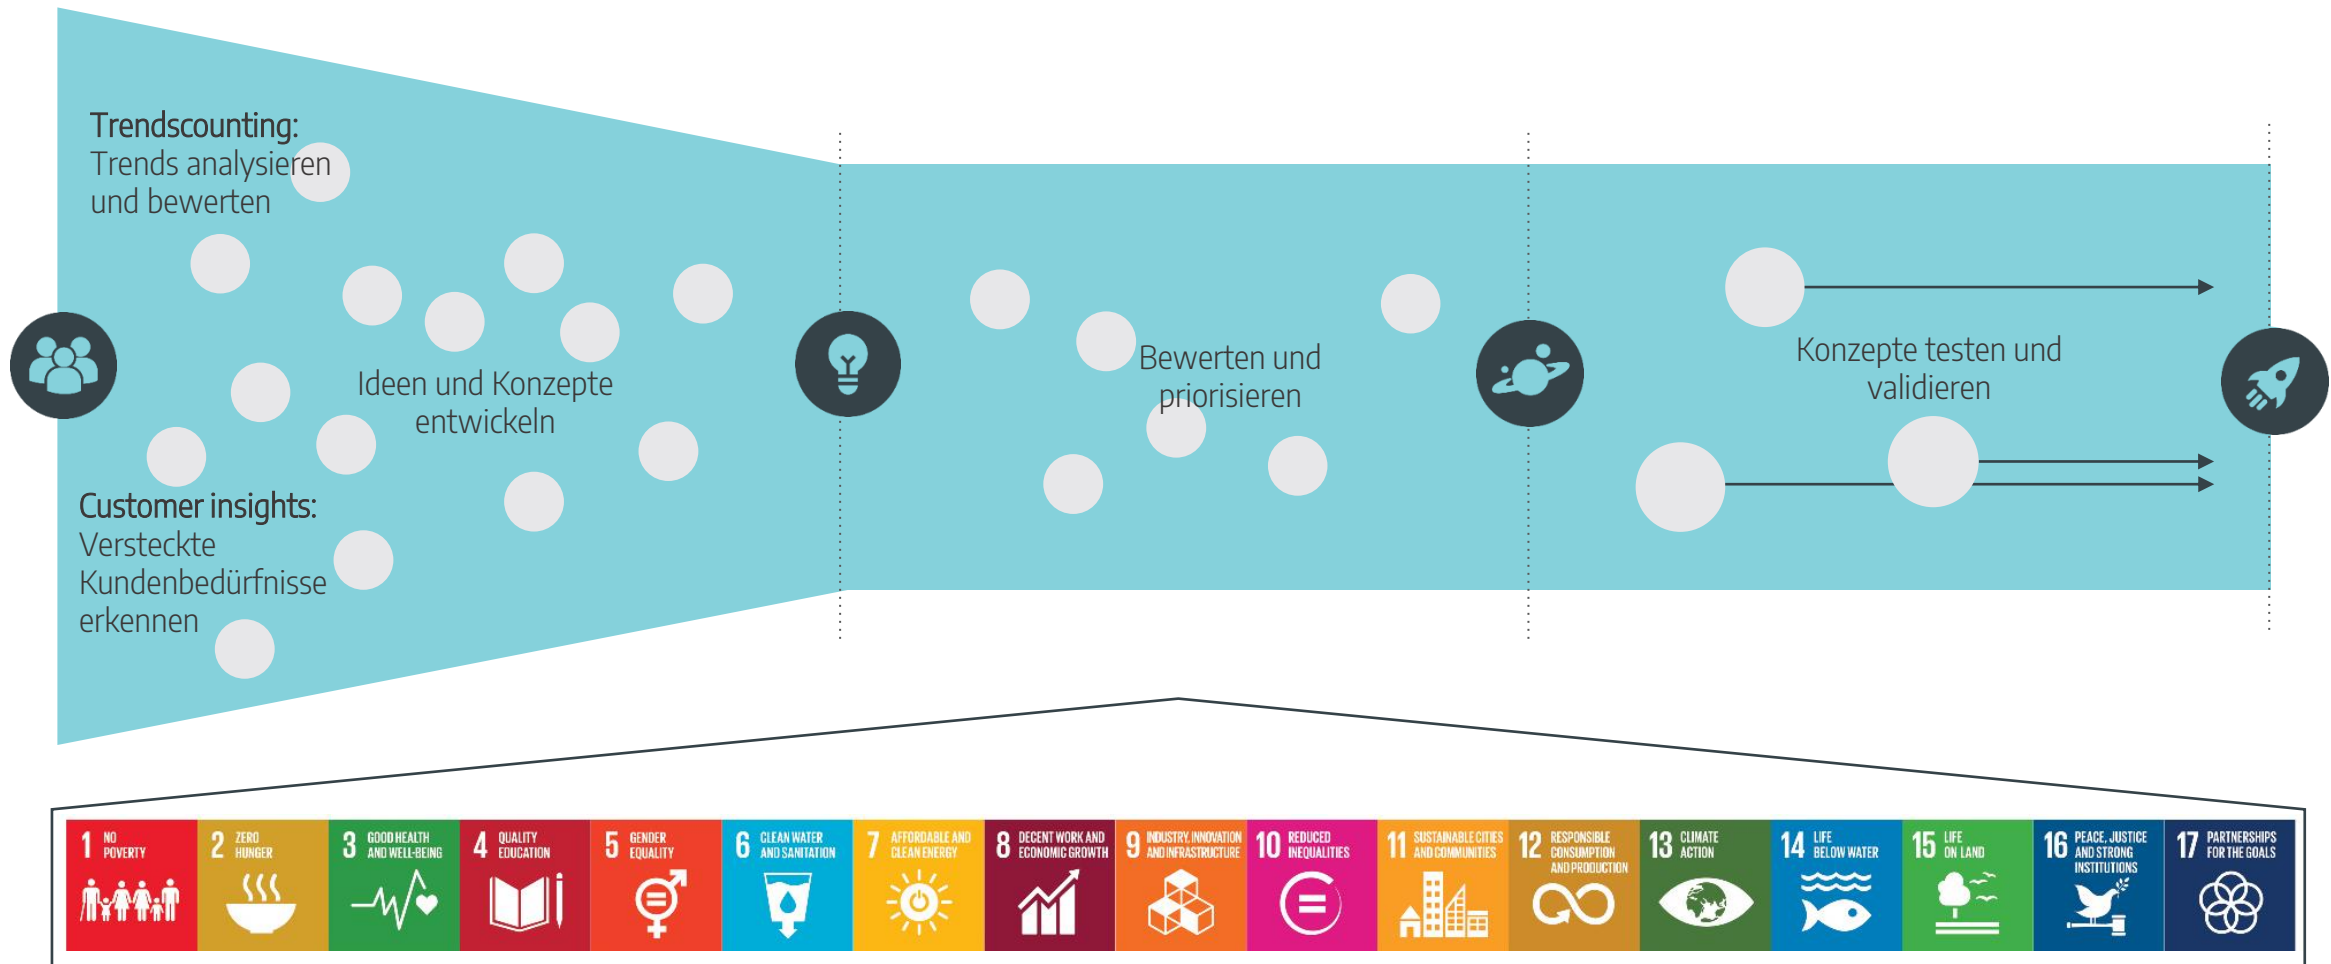 Trendscounting:
Trends analysieren
und bewerten
Ideen und Konzepte
entwickeln
Customer insights:
Versteckte
Kundenbedürfnisse
erkennen
Bewerten und
priorisieren
Konzepte testen und
validieren
1 NO
POVERTY
2 ZERO
HUNGER
3 GOOD HEALTH
AND WELL-BEING
4 QUALITY
EDUCATION
5 GENDER
EQUALITY
6 CLEAN WATER
AND SANITATION
7 AFFORDABLE AND
CLEAN ENERGY
8 DECENT WORK AND
ECONOMIC GROWTH
9 INDUSTRY, INNOVATION
AND INFRASTRUCTURE
10 REDUCED
INEQUALITIES
11 SUSTAINABLE CITIES
AND COMMUNITIES
12 RESPONSIBLE
CONSUMPTION
AND PRODUCTION
13 CLIMATE
ACTION
14 LIFE
BELOW WATER
15 LIFE
ON LAND
16 PEACE, JUSTICE
AND STRONG
INSTITUTIONS
17 PARTNERSHIPS
FOR THE GOALS